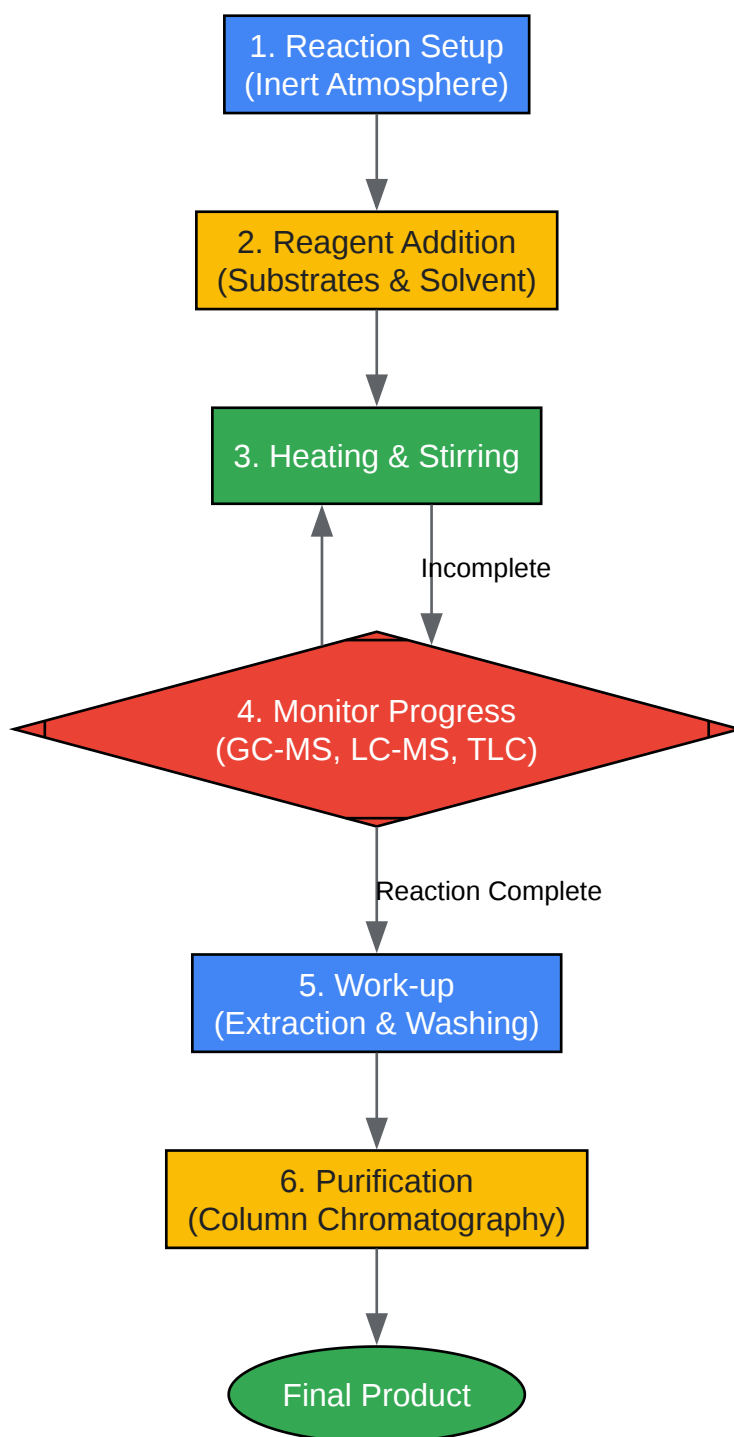 1. Reaction Setup
(Inert Atmosphere)
2. Reagent Addition
(Substrates & Solvent)
3. Heating & Stirring
Incomplete
4. Monitor Progress
(GC-MS, LC-MS, TLC)
Reaction Complete
5. Work-up
(Extraction & Washing)
6. Purification
(Column Chromatography)
Final Product